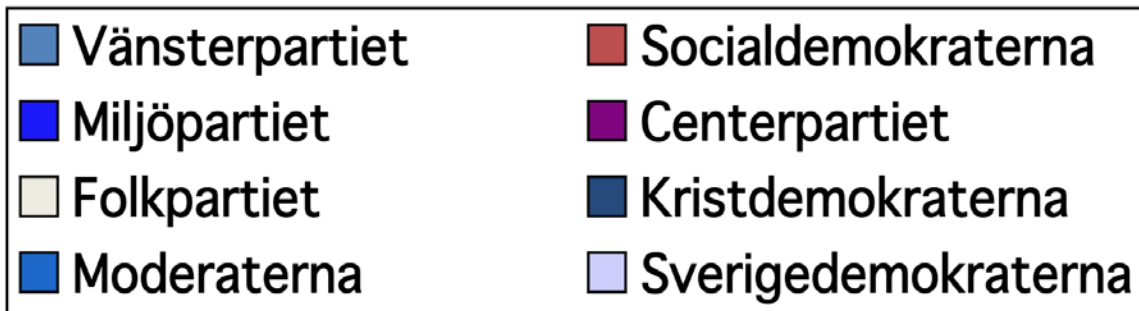 Vänsterpartiet Socialdemokraterna
Miljöpartiet Centerpartiet
Folkpartiet Kristdemokraterna
Moderaterna Sverigedemokraterna